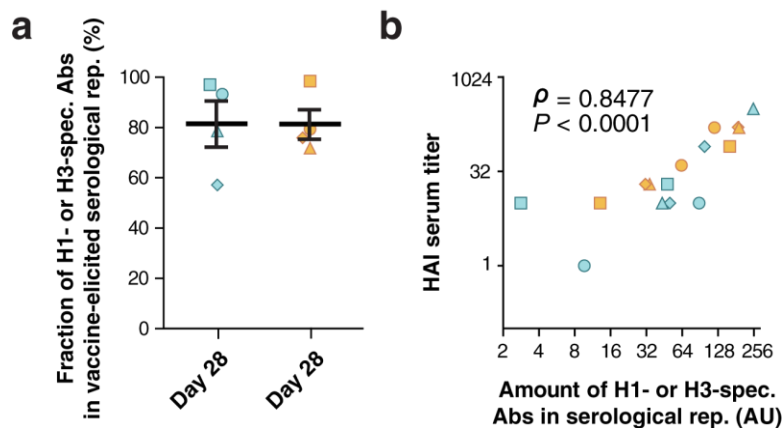 a
Fraction of H1- or H3-spec. Abs
in vaccine-elicited serological rep. (%)
100
80
60
40
20
0
Day 28
Day 28
b
ρ = 0.8477
P < 0.0001
HAI serum titer
1024
32
1
2 4 8 16 32 64 128 256
Amount of H1- or H3-spec.
Abs in serological rep. (AU)